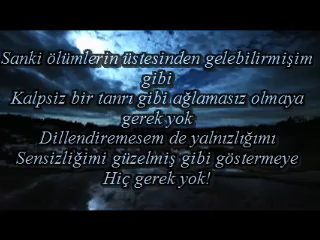 Sanki ölümlerin üstesinden gelebilirmişim
gibi
Kalpsiz bir tanrı gibi ağlamasız olmaya
gerek yok
Dillendiremesem de yalnızlığımı
Sensizliğimi güzelmiş gibi göstermeye
Hiç gerek yok!